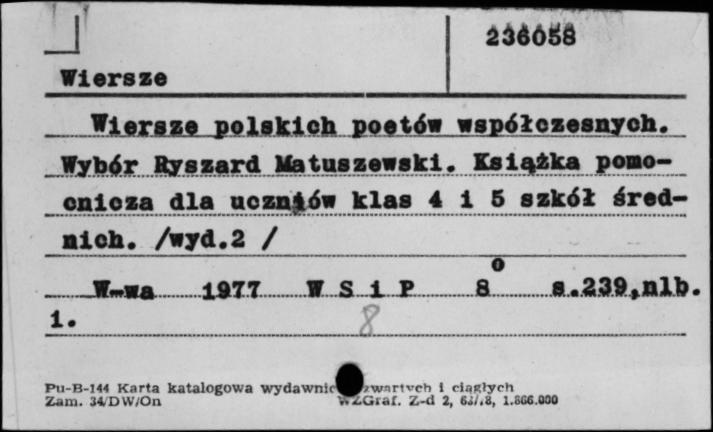 236058
Wiersze
Wiersze polskich poetów współczesnych.
Wybór Ryszard Matuszewski. Książka pomo-
cnicza dla uczniów klas 4 i 5 szkół śred-
nich. /wyd.2 /
W-wa 1977 W S i P 8° s.239,nlb.
1.
8
Pu-B-144 Karta katalogowa wydawnic zwartych i ciągłych
Zam. 34/DW/On WZGraf. Z-d 2, 1.866.000